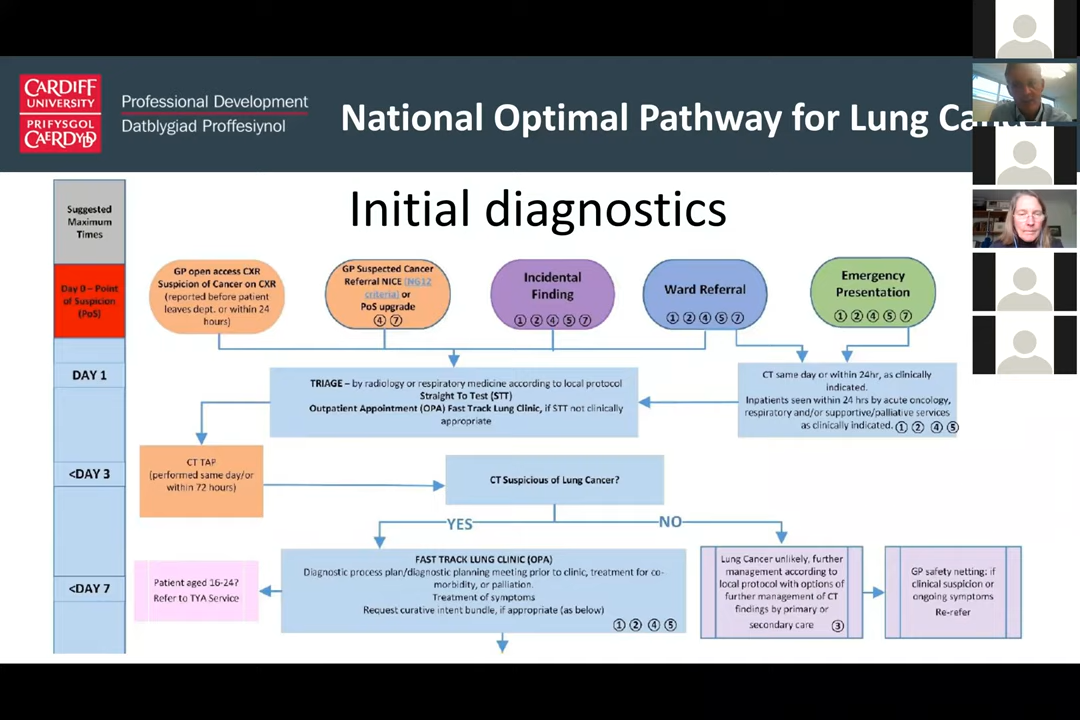 CARDIFF
UNIVERSITY
PRIFYSGOL
CAERDYDD
Professional Development
Datblygiad Proffesiynol
National Optimal Pathway for Lung Cancer
Initial diagnostics
Suggested
Maximum
Times
Day 0 – Point
of Suspicion
(PoS)
DAY 1
<DAY 3
<DAY 7
GP open access CXR
Suspicion of Cancer on CXR
(reported before patient
leaves dept. or within 24
hours)
GP Suspected Cancer
Referral NICE (NG12
criteria) or
PoS upgrade
④ ⑦
Incidental
Finding
① ② ④ ⑤ ⑦
Ward Referral
① ② ④ ⑤ ⑦
Emergency
Presentation
① ② ④ ⑤ ⑦
TRIAGE – by radiology or respiratory medicine according to local protocol
Straight To Test (STT)
Outpatient Appointment (OPA) Fast Track Lung Clinic, if STT not clinically
appropriate
CT same day or within 24hr, as clinically
indicated.
Inpatients seen within 24 hrs by acute oncology,
respiratory and/or supportive/palliative services
as clinically indicated. ① ② ④ ⑤
CT TAP
(performed same day/or
within 72 hours)
CT Suspicious of Lung Cancer?
YES
NO
Patient aged 16-24?
Refer to TYA Service
FAST TRACK LUNG CLINIC (OPA)
Diagnostic process plan/diagnostic planning meeting prior to clinic, treatment for co-
morbidity, or palliation.
Treatment of symptoms
Request curative intent bundle, if appropriate (as below)
① ② ④ ⑤
Lung Cancer unlikely, further
management according to
local protocol with options of
further management of CT
findings by primary or
secondary care ③
GP safety netting: if
clinical suspicion or
ongoing symptoms
Re-refer